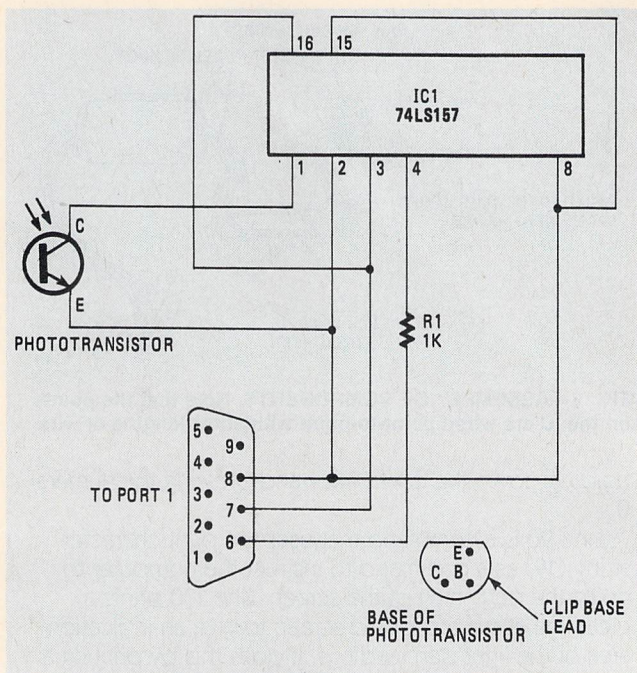 16 15
IC1
74LS157
1 2 3 4 8
C
E
PHOTOTRANSISTOR
R1
1K
TO PORT 1
5
9
4
8
3
7
2
6
1
E
C B
BASE OF
PHOTOTRANSISTOR
CLIP BASE
LEAD